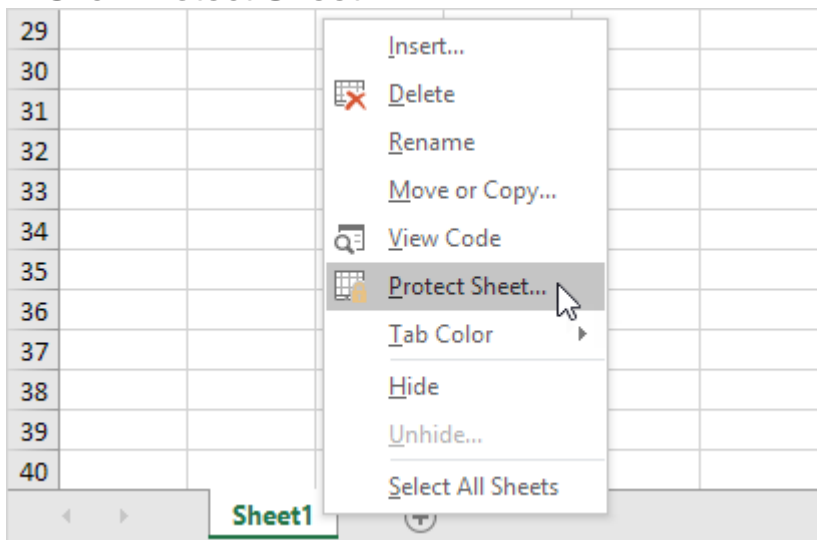 29
30
31
32
33
34
35
36
37
38
39
40
Insert...
Delete
Rename
Move or Copy...
View Code
Protect Sheet...
Tab Color
Hide
Unhide...
Select All Sheets
Sheet1